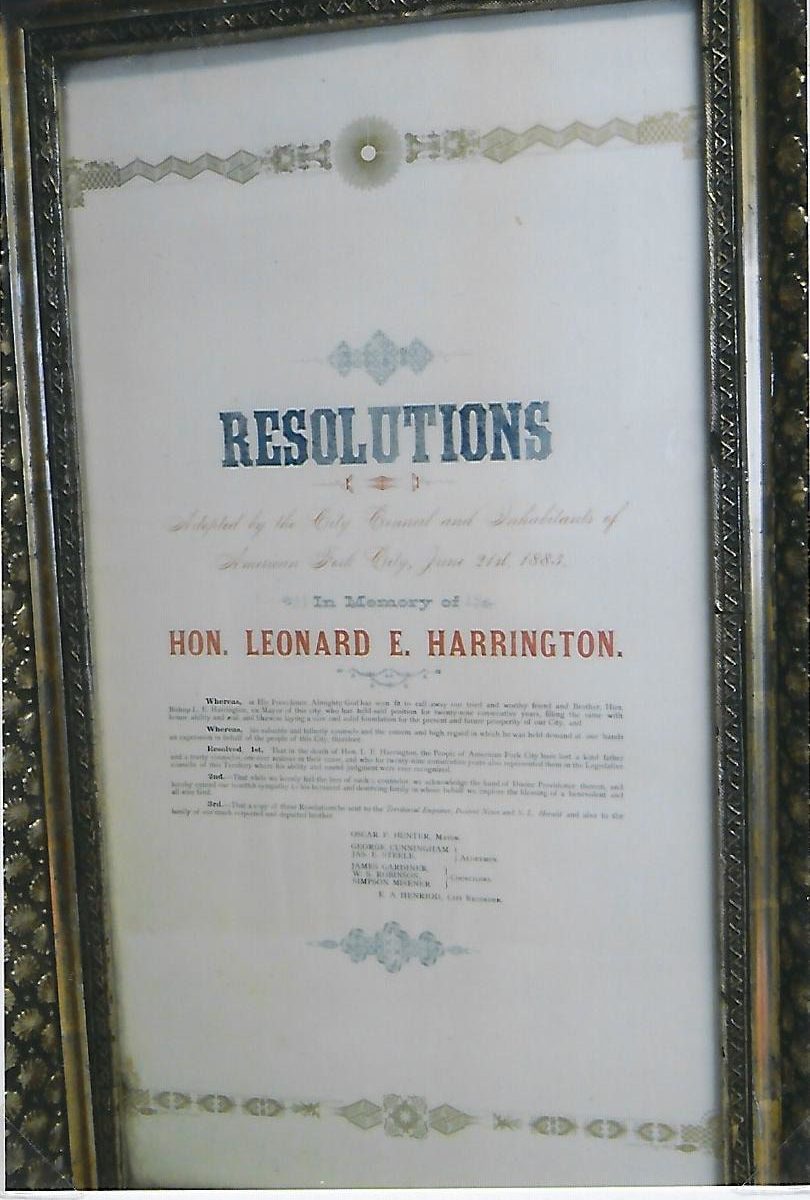 RESOLUTIONS
Adopted by the City Council and Inhabitants of
American Fork City, June 21st, 1883.
In Memory of
HON. LEONARD E. HARRINGTON.
Whereas, in His Providence Almighty God has seen fit to call away our tried and worthy friend and Brother, Hon.
Bishop L. E. Harrington, ex-Mayor of this city, who has held said position for twenty-nine consecutive years, filling the same with
honor ability and zeal and likewise laying a sure and solid foundation for the present and future prosperity of our City, and
Whereas, his valuable and fatherly counsels and the esteem and high regard in which he was held demand at our hands
an expression in behalf of the people of this City, therefore
Resolved 1st, That in the death of Hon. L. E. Harrington, the People of American Fork City have lost a kind father
and a trusty counselor, one ever zealous in their cause, and who for twenty-nine consecutive years also represented them in the Legislative
councils of this Territory where his ability and sound judgment were ever recognized.
2nd.—That while we keenly feel the loss of such a counselor, we acknowledge the hand of Divine Providence therein, and
hereby extend our heartfelt sympathy to his bereaved and deserving family in whose behalf we implore the blessing of a benevolent and
all-wise God.
3rd.—That a copy of these Resolutions be sent to the Territorial Enquirer, Deseret News and S. L. Herald and also to the
family of our much respected and departed brother.
OSCAR F. HUNTER, MAYOR.
GEORGE CUNNINGHAM
JAS. E. STEELE, ALDERMEN.
JAMES GARDINER,
W. S. ROBINSON, COUNCILORS.
SIMPSON MISENER
E. A. HENRIOD, CITY RECORDER.